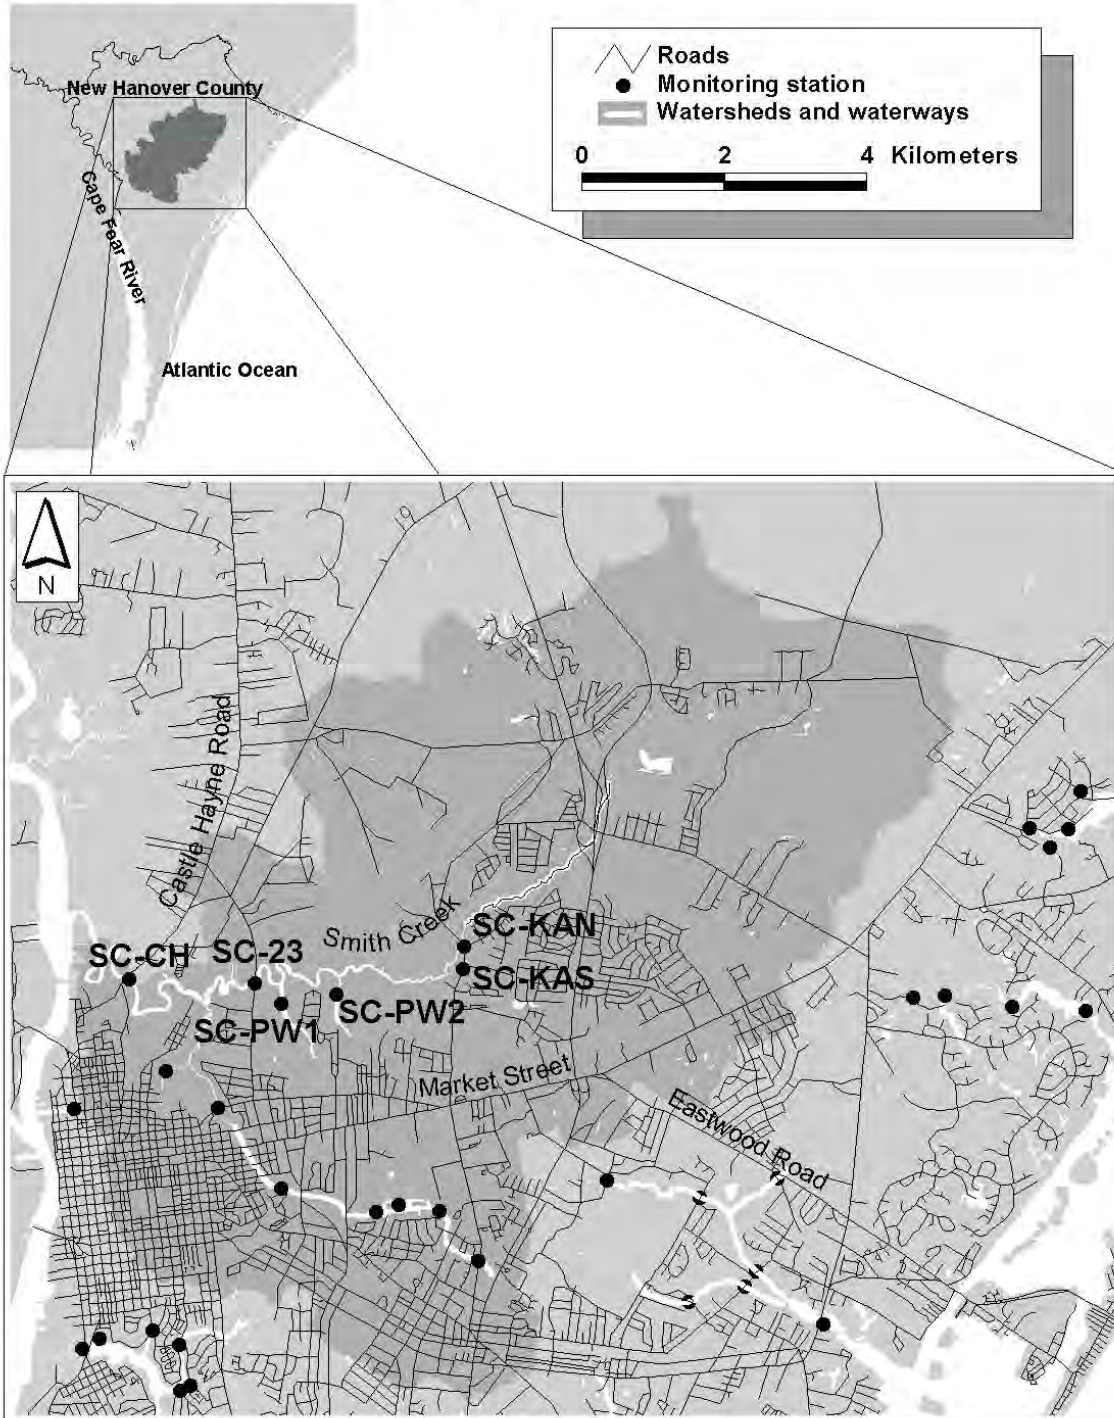 New Hanover County
Cape Fear River
Atlantic Ocean
Roads
Monitoring station
Watersheds and waterways
0 2 4 Kilometers
N
Castle Hayne Road
Smith Creek
SC-KAN
SC-CH
SC-23
SC-KAS
SC-PW2
SC-PW1
Market Street
Eastwood Road